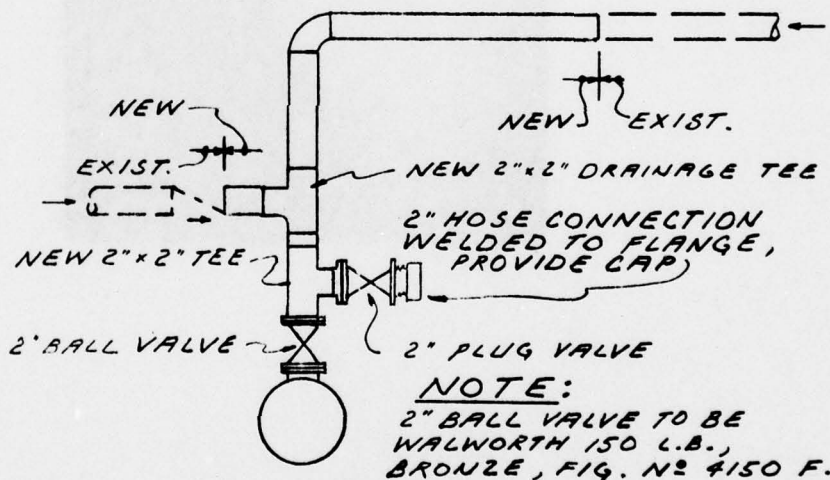 NEW
NEW EXIST.
EXIST.
NEW 2"x2" DRAINAGE TEE
2" HOSE CONNECTION
WELDED TO FLANGE,
PROVIDE CAP
NEW 2"x2" TEE
2" BALL VALVE
2" PLUG VALVE
NOTE:
2" BALL VALVE TO BE
WALWORTH 150 L.B.,
BRONZE, FIG. Nº 4150 F.